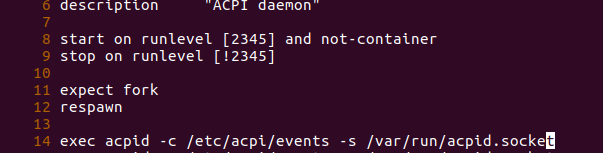 6 description     "ACPI daemon"
7
8 start on runlevel [2345] and not-container
9 stop on runlevel [!2345]
10
11 expect fork
12 respawn
13
14 exec acpid -c /etc/acpi/events -s /var/run/acpid.socket